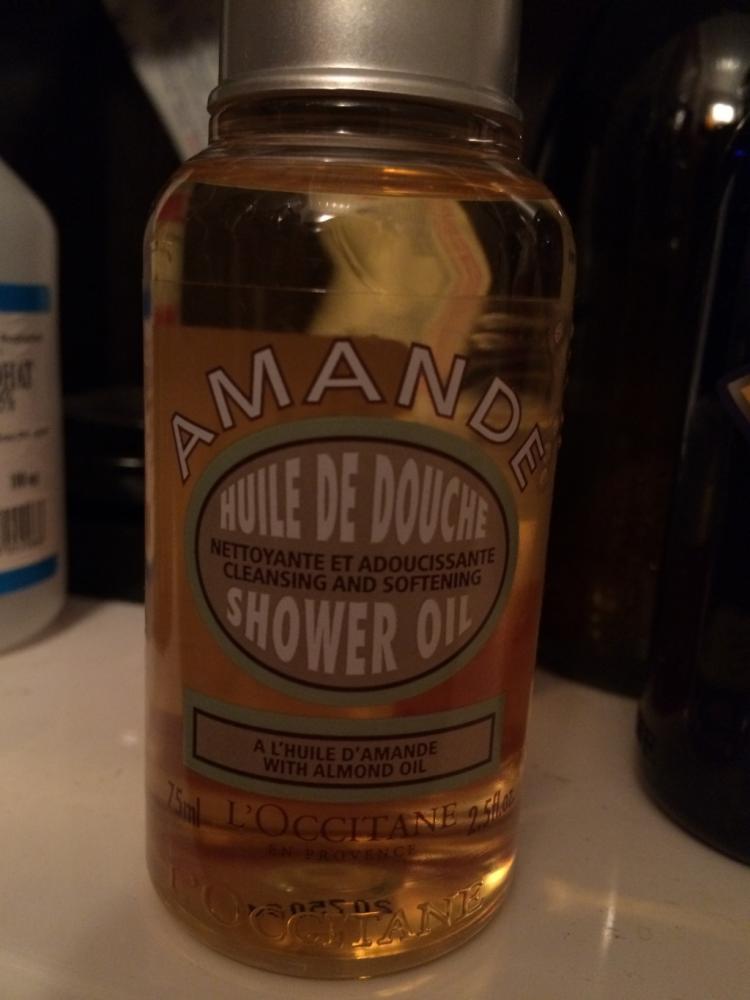 AMANDE
HUILE DE DOUCHE
NETTOYANTE ET ADOUCISSANTE
CLEANSING AND SOFTENING
SHOWER OIL
A L'HUILE D'AMANDE
WITH ALMOND OIL
75ml L'OCCITANE 2.5fl.oz.
EN PROVENCE
L'OCCITANE